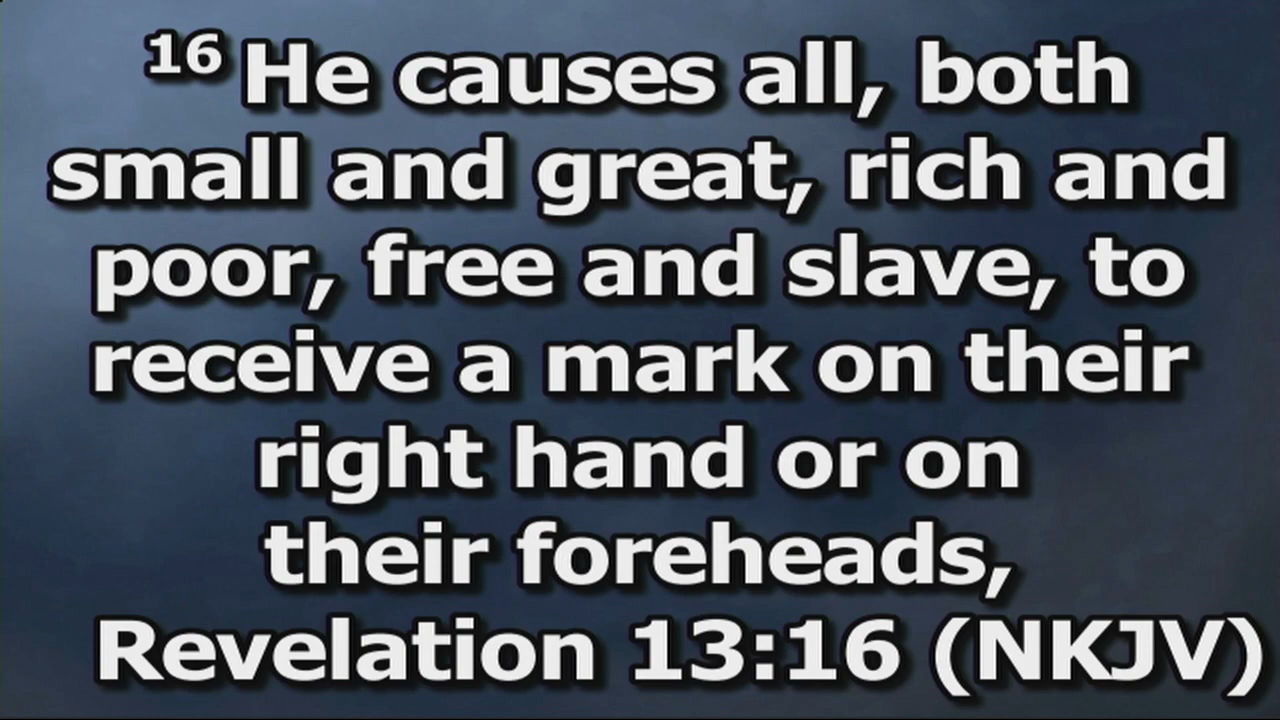 16 He causes all, both
small and great, rich and
poor, free and slave, to
receive a mark on their
right hand or on
their foreheads,
Revelation 13:16 (NKJV)